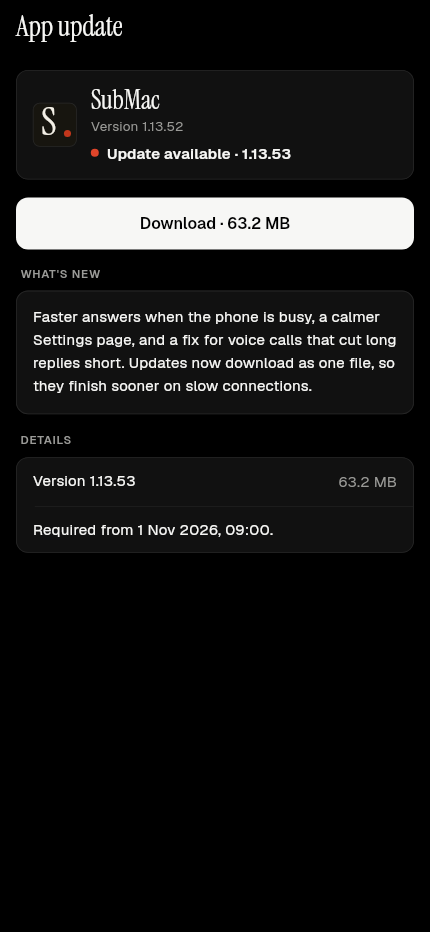 App update
S.
SubMac
Version 1.13.52
Update available · 1.13.53
Download · 63.2 MB
WHAT'S NEW
Faster answers when the phone is busy, a calmer
Settings page, and a fix for voice calls that cut long
replies short. Updates now download as one file, so
they finish sooner on slow connections.
DETAILS
Version 1.13.53
63.2 MB
Required from 1 Nov 2026, 09:00.